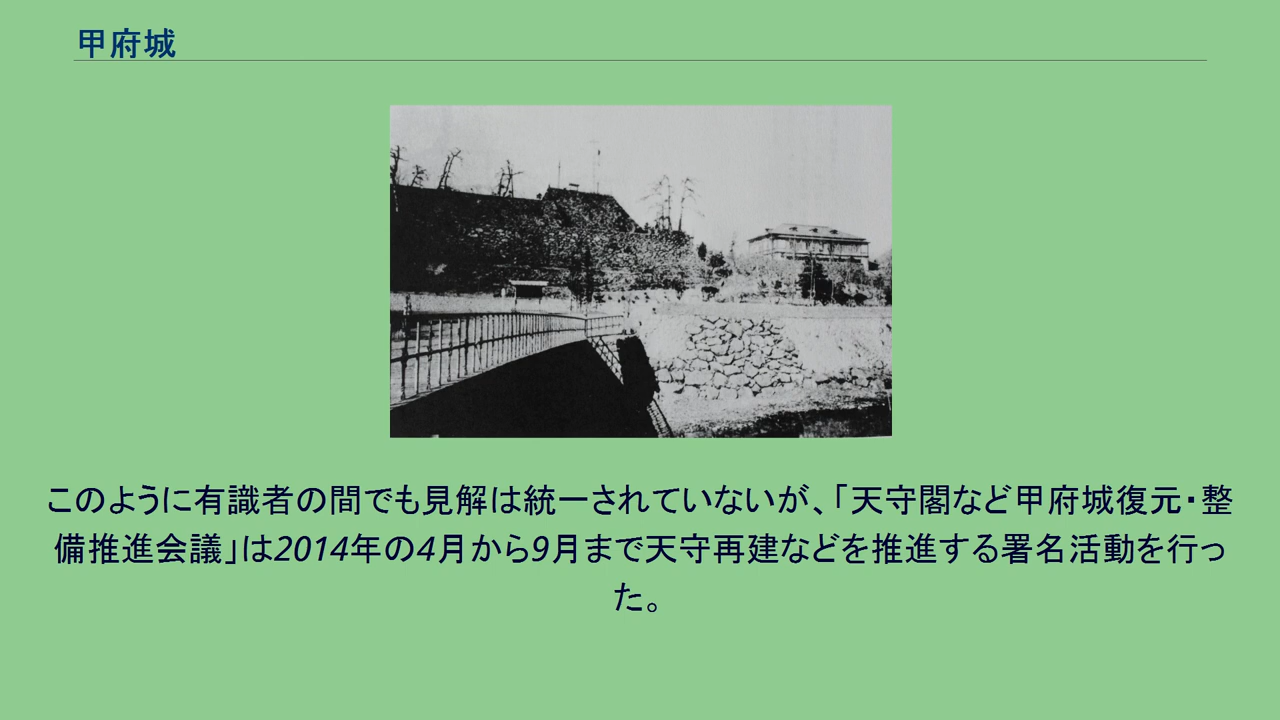 甲府城
このように有識者の間でも見解は統一されていないが、「天守閣など甲府城復元・整
備推進会議」は2014年の4月から9月まで天守再建などを推進する署名活動を行っ
た。